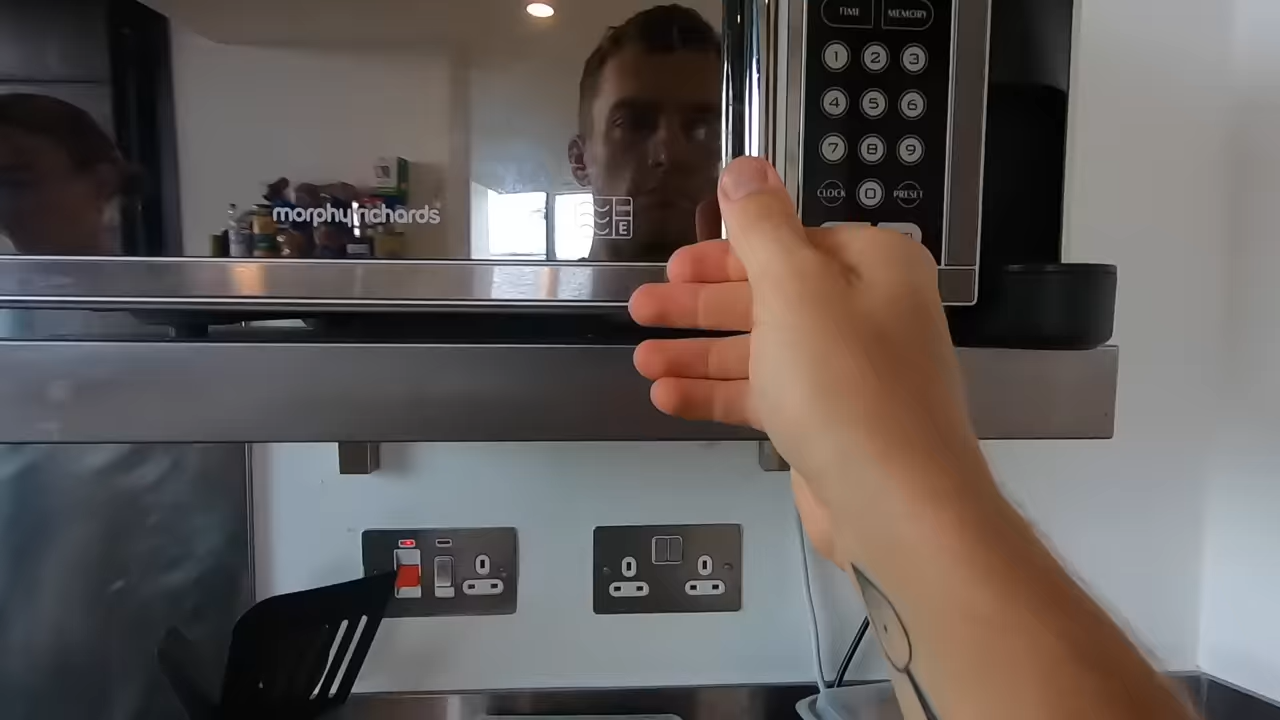 TIME MEMORY
1 2 3
4 5 6
7 8 9
CLOCK 0 PRESET
morphy richards
E